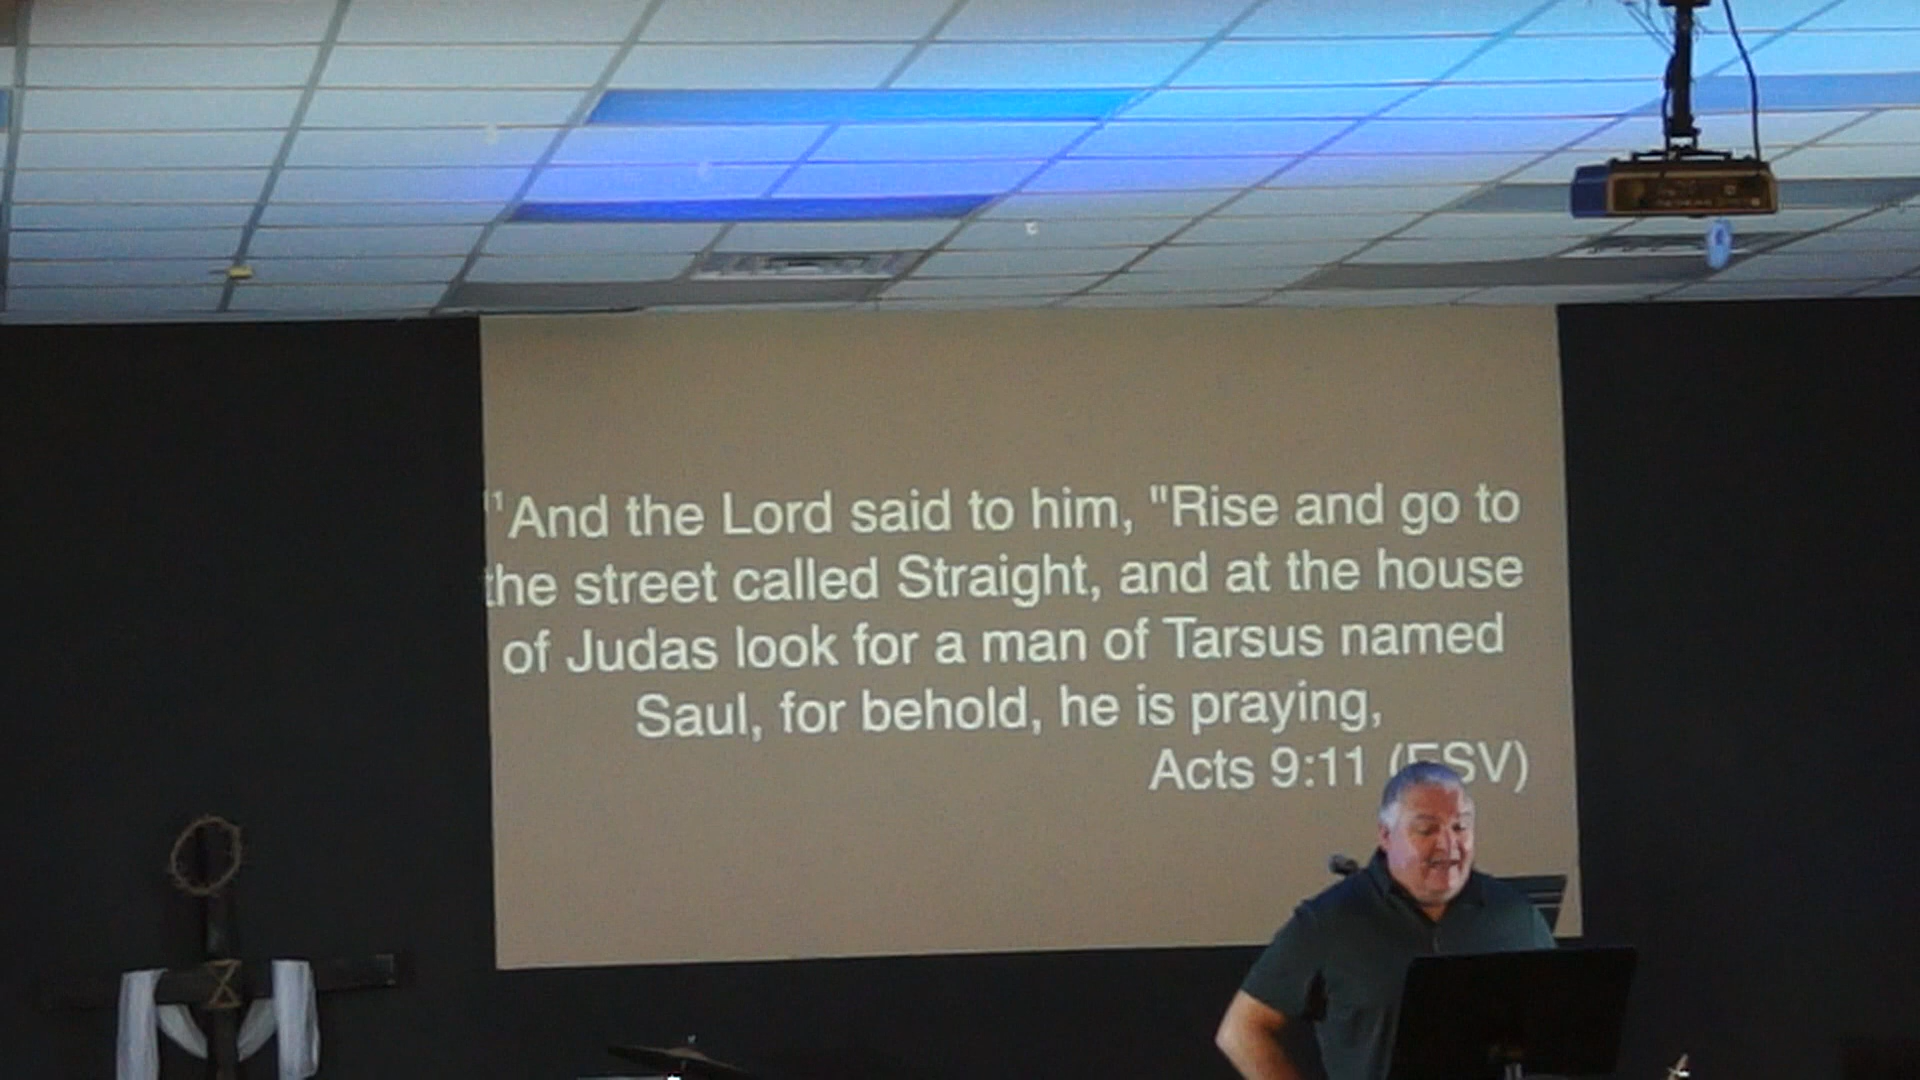 ¹¹And the Lord said to him, "Rise and go to
the street called Straight, and at the house
of Judas look for a man of Tarsus named
Saul, for behold, he is praying,
Acts 9:11 (ESV)